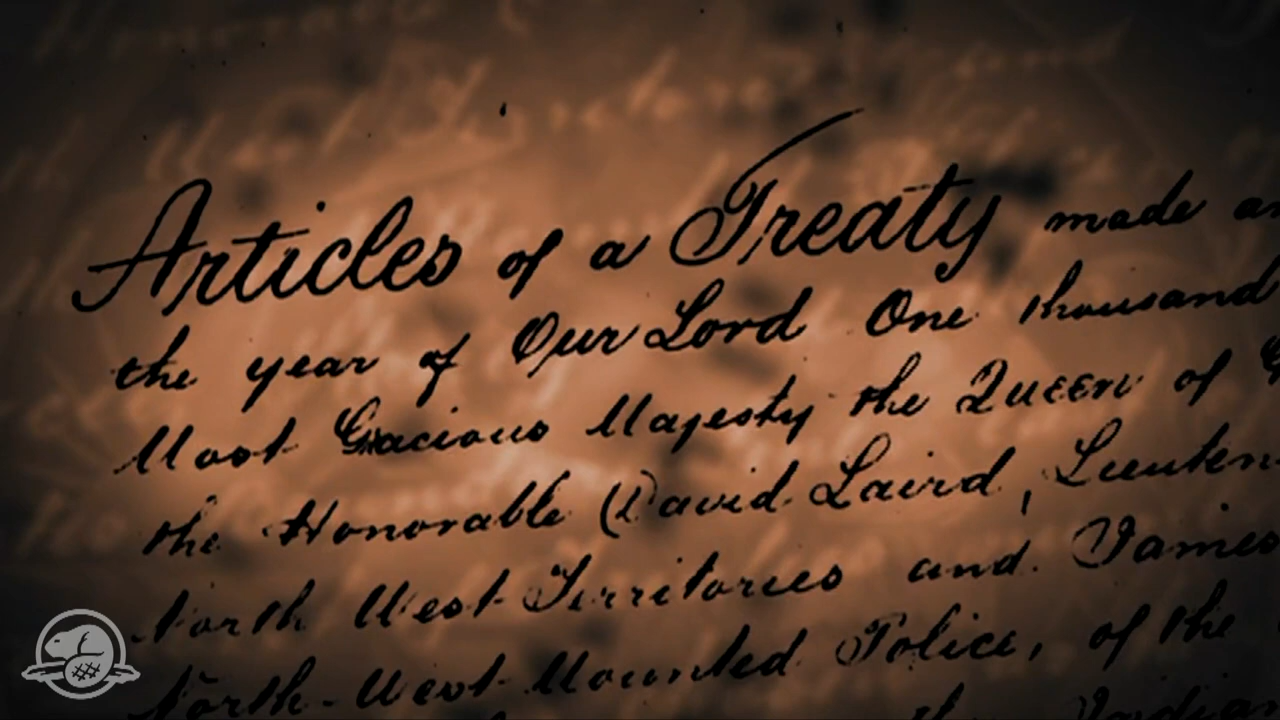 Articles of a Treaty made
the year of Our Lord One thousand
Most Gracious Majesty the Queen of
the Honorable David Laird, Lieuten
North West Territories and James
North-West Mounted Police, of the